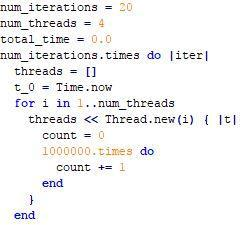 num_iterations = 20
num_threads = 4
total_time = 0.0
num_iterations.times do |iter|
  threads = []
  t_0 = Time.now
  for i in 1..num_threads
    threads << Thread.new(i) { |t|
      count = 0
      1000000.times do
        count += 1
      end
    }
  end